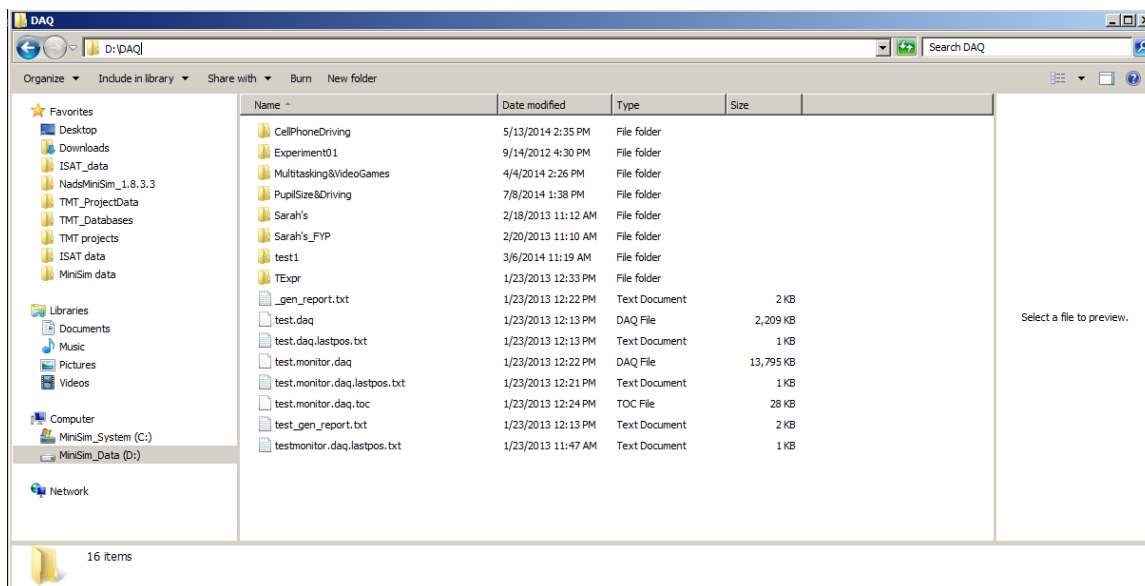 DAQ
D:\DAQ
Search DAQ
Organize Include in library Share with Burn New folder
Favorites
Desktop
Downloads
ISAT_data
NadsMiniSim_1.8.3.3
TMT_ProjectData
TMT_Databases
TMT projects
ISAT data
MiniSim data
Libraries
Documents
Music
Pictures
Videos
Computer
MiniSim_System (C:)
MiniSim_Data (D:)
Network
Name Date modified Type Size
CellPhoneDriving 5/13/2014 2:35 PM File folder
Experiment01 9/14/2012 4:30 PM File folder
Multitasking&VideoGames 4/4/2014 2:26 PM File folder
PupilSize&Driving 7/8/2014 1:38 PM File folder
Sarah's 2/18/2013 11:12 AM File folder
Sarah's_FYP 2/20/2013 11:10 AM File folder
test1 3/6/2014 11:19 AM File folder
TExpr 1/23/2013 12:33 PM File folder
_gen_report.txt 1/23/2013 12:22 PM Text Document 2 KB
test.daq 1/23/2013 12:13 PM DAQ File 2,209 KB
test.daq.lastpos.txt 1/23/2013 12:13 PM Text Document 1 KB
test.monitor.daq 1/23/2013 12:22 PM DAQ File 13,795 KB
test.monitor.daq.lastpos.txt 1/23/2013 12:21 PM Text Document 1 KB
test.monitor.daq.toc 1/23/2013 12:24 PM TOC File 28 KB
test_gen_report.txt 1/23/2013 12:13 PM Text Document 2 KB
testmonitor.daq.lastpos.txt 1/23/2013 11:47 AM Text Document 1 KB
Select a file to preview.
16 items